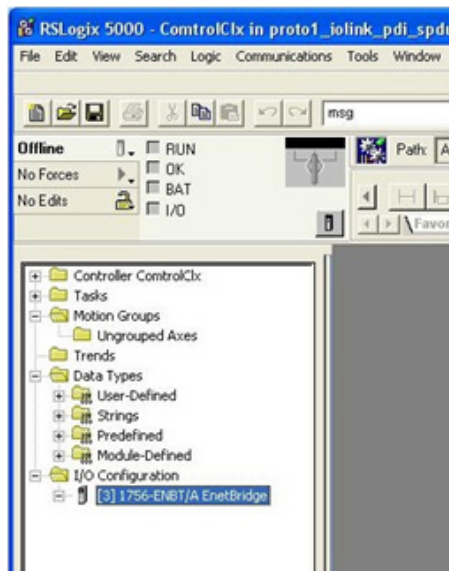 RSLogix 5000 - ComtrolClx in proto1_iolink_pdi_spdu
File Edit View Search Logic Communications Tools Window
msg
Offline RUN
No Forces OK
No Edits BAT
I/O
Path: A
Favor
Controller ComtrolClx
Tasks
Motion Groups
Ungrouped Axes
Trends
Data Types
User-Defined
Strings
Predefined
Module-Defined
I/O Configuration
[3] 1756-ENBT/A EnetBridge